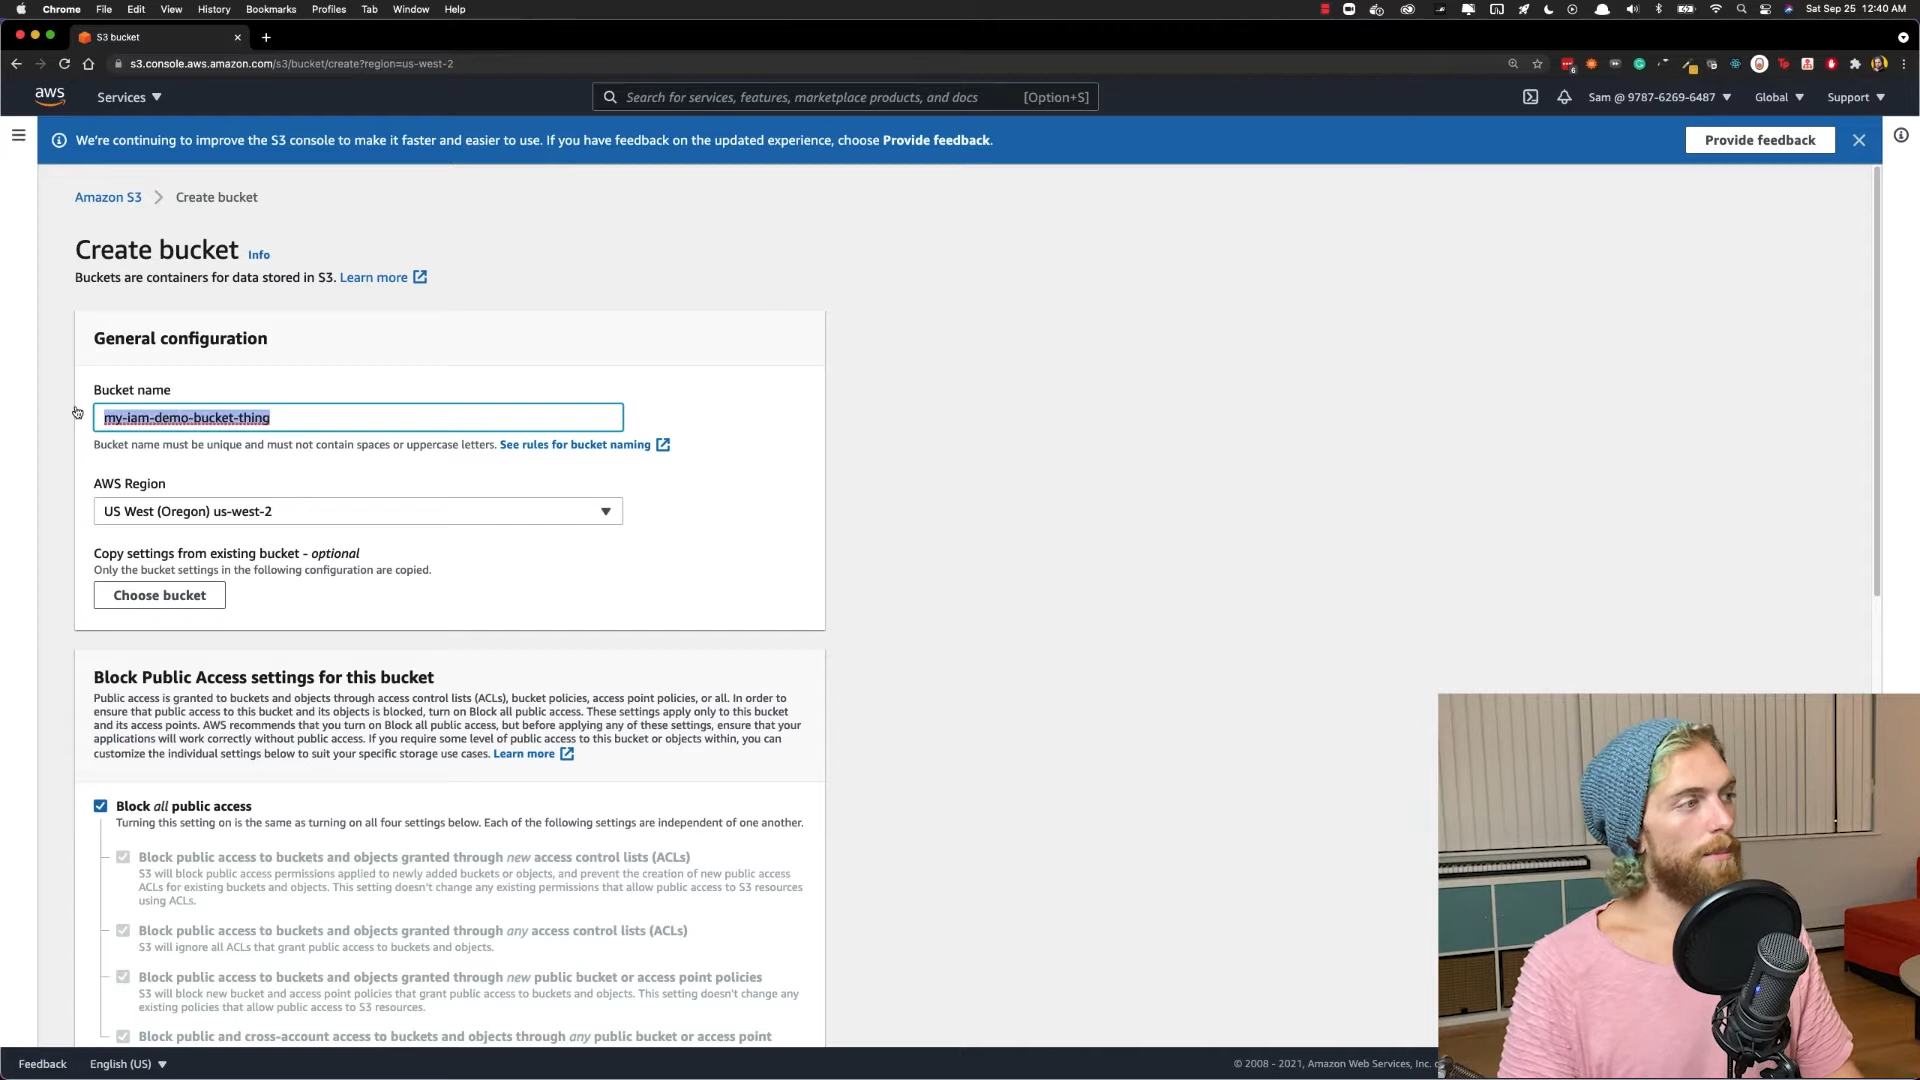 Chrome File Edit View History Bookmarks Profiles Tab Window Help Sat Sep 25 12:40 AM
S3 bucket
s3.console.aws.amazon.com/s3/bucket/create?region=us-west-2
aws Services Search for services, features, marketplace products, and docs [Option+S] Sam @ 9787-6269-6487 Global Support
We're continuing to improve the S3 console to make it faster and easier to use. If you have feedback on the updated experience, choose Provide feedback. Provide feedback
Amazon S3 Create bucket
Create bucket Info
Buckets are containers for data stored in S3. Learn more
General configuration
Bucket name
my-iam-demo-bucket-thing
Bucket name must be unique and must not contain spaces or uppercase letters. See rules for bucket naming
AWS Region
US West (Oregon) us-west-2
Copy settings from existing bucket - optional
Only the bucket settings in the following configuration are copied.
Choose bucket
Block Public Access settings for this bucket
Public access is granted to buckets and objects through access control lists (ACLs), bucket policies, access point policies, or all. In order to
ensure that public access to this bucket and its objects is blocked, turn on Block all public access. These settings apply only to this bucket
and its access points. AWS recommends that you turn on Block all public access, but before applying any of these settings, ensure that your
applications will work correctly without public access. If you require some level of public access to this bucket or objects within, you can
customize the individual settings below to suit your specific storage use cases. Learn more
Block all public access
Turning this setting on is the same as turning on all four settings below. Each of the following settings are independent of one another.
Block public access to buckets and objects granted through new access control lists (ACLs)
S3 will block public access permissions applied to newly added buckets or objects, and prevent the creation of new public access
ACLs for existing buckets and objects. This setting doesn't change any existing permissions that allow public access to S3 resources
using ACLs.
Block public access to buckets and objects granted through any access control lists (ACLs)
S3 will ignore all ACLs that grant public access to buckets and objects.
Block public access to buckets and objects granted through new public bucket or access point policies
S3 will block new bucket and access point policies that grant public access to buckets and objects. This setting doesn't change any
existing policies that allow public access to S3 resources.
Block public and cross-account access to buckets and objects through any public bucket or access point
Feedback English (US) © 2008 - 2021, Amazon Web Services, Inc.